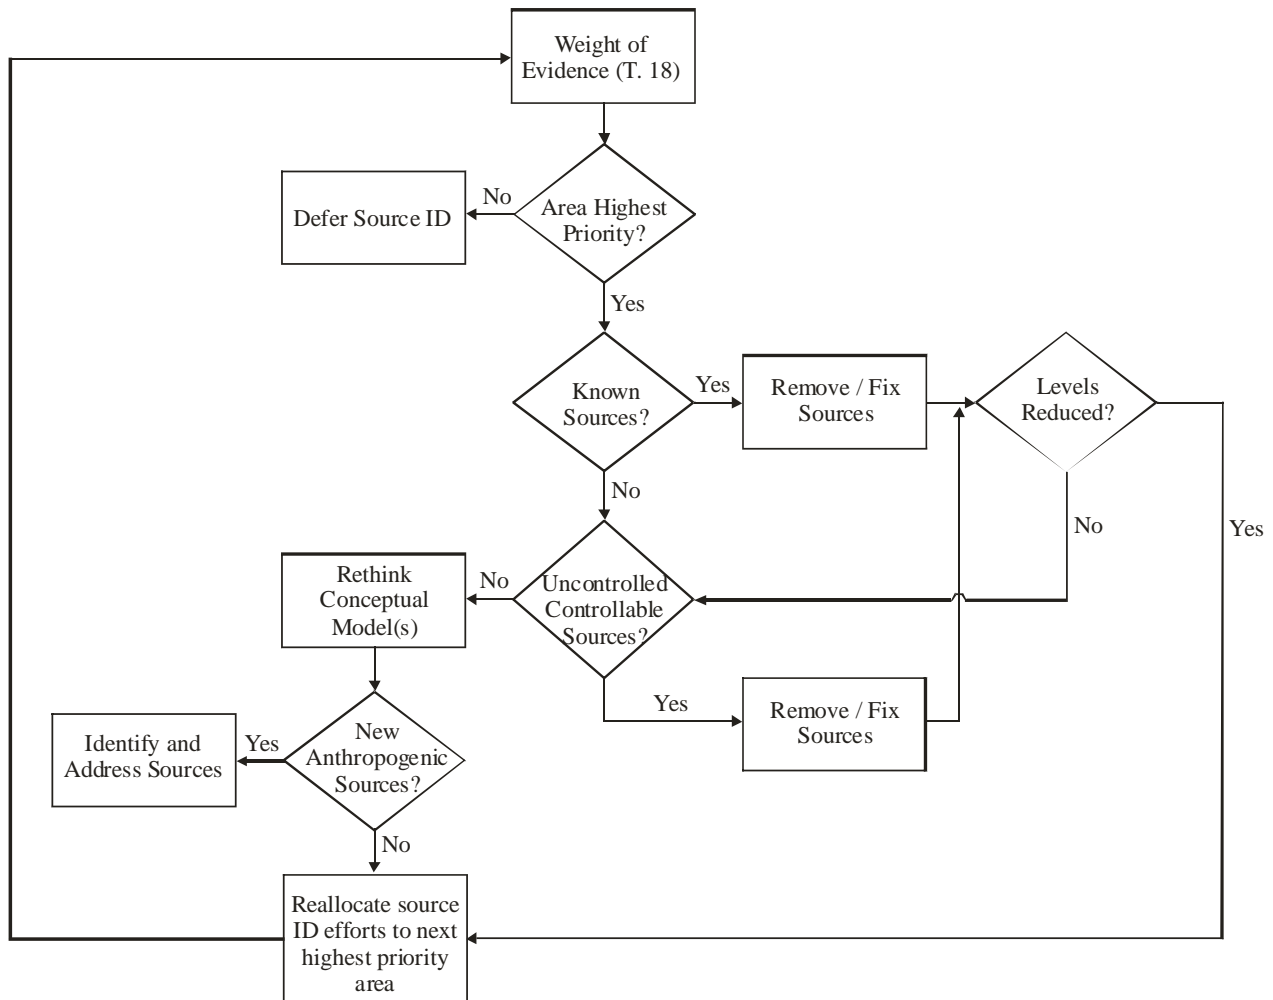 Weight of
Evidence (T. 18)
No
Defer Source ID
Area Highest
Priority?
Yes
Known
Sources?
Yes
Remove / Fix
Sources
Levels
Reduced?
No
No
Yes
Rethink
Conceptual
Model(s)
No
Uncontrolled
Controllable
Sources?
Yes
Remove / Fix
Sources
Identify and
Address Sources
Yes
New
Anthropogenic
Sources?
No
Reallocate source
ID efforts to next
highest priority
area